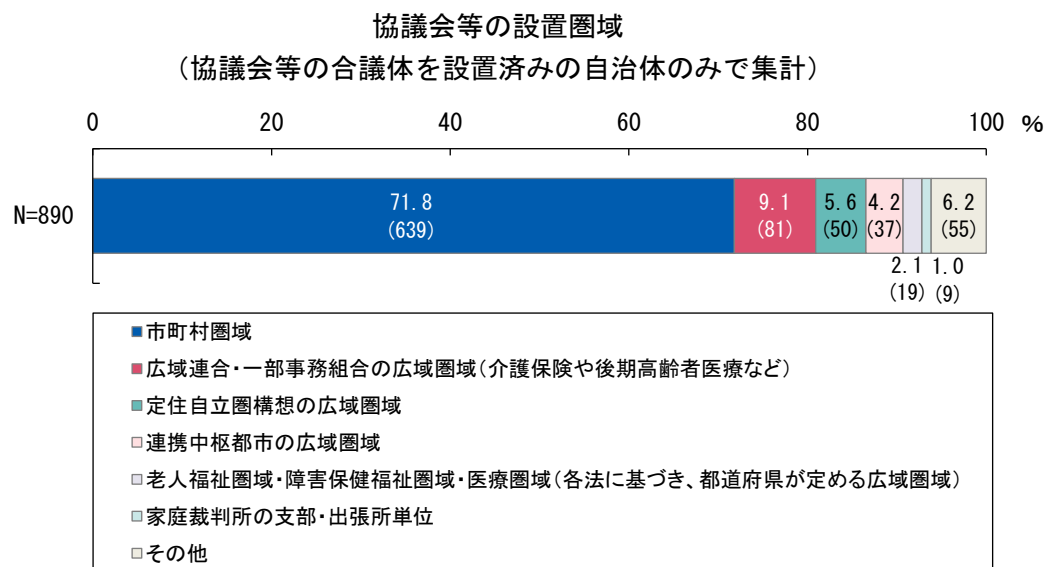 協議会等の設置圏域
（協議会等の合議体を設置済みの自治体のみで集計）
0 20 40 60 80 100 %
N=890
71.8 9.1 5.6 4.2 6.2
(639) (81) (50) (37) (55)
2.1 1.0
(19) (9)
市町村圏域
広域連合・一部事務組合の広域圏域（介護保険や後期高齢者医療など）
定住自立圏構想の広域圏域
連携中枢都市の広域圏域
老人福祉圏域・障害保健福祉圏域・医療圏域（各法に基づき、都道府県が定める広域圏域）
家庭裁判所の支部・出張所単位
その他